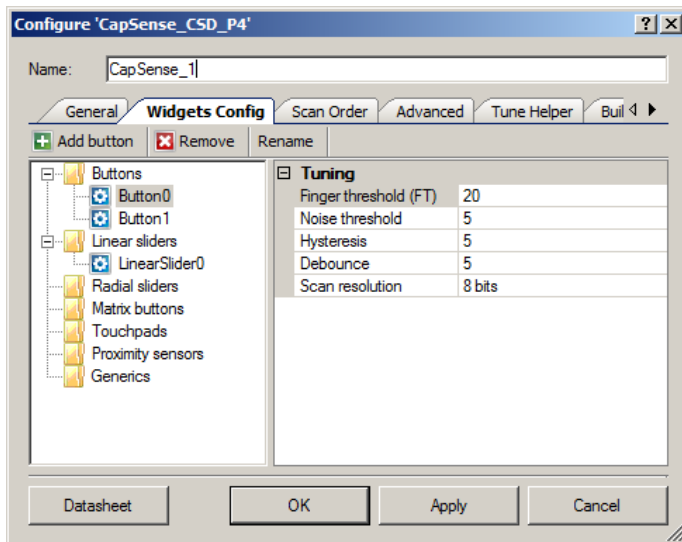 Configure 'CapSense_CSD_P4'
Name: CapSense_1
General Widgets Config Scan Order Advanced Tune Helper Buil
Add button Remove Rename
Buttons
Button0
Button1
Linear sliders
LinearSlider0
Radial sliders
Matrix buttons
Touchpads
Proximity sensors
Generics
Tuning
Finger threshold (FT) 20
Noise threshold 5
Hysteresis 5
Debounce 5
Scan resolution 8 bits
Datasheet OK Apply Cancel